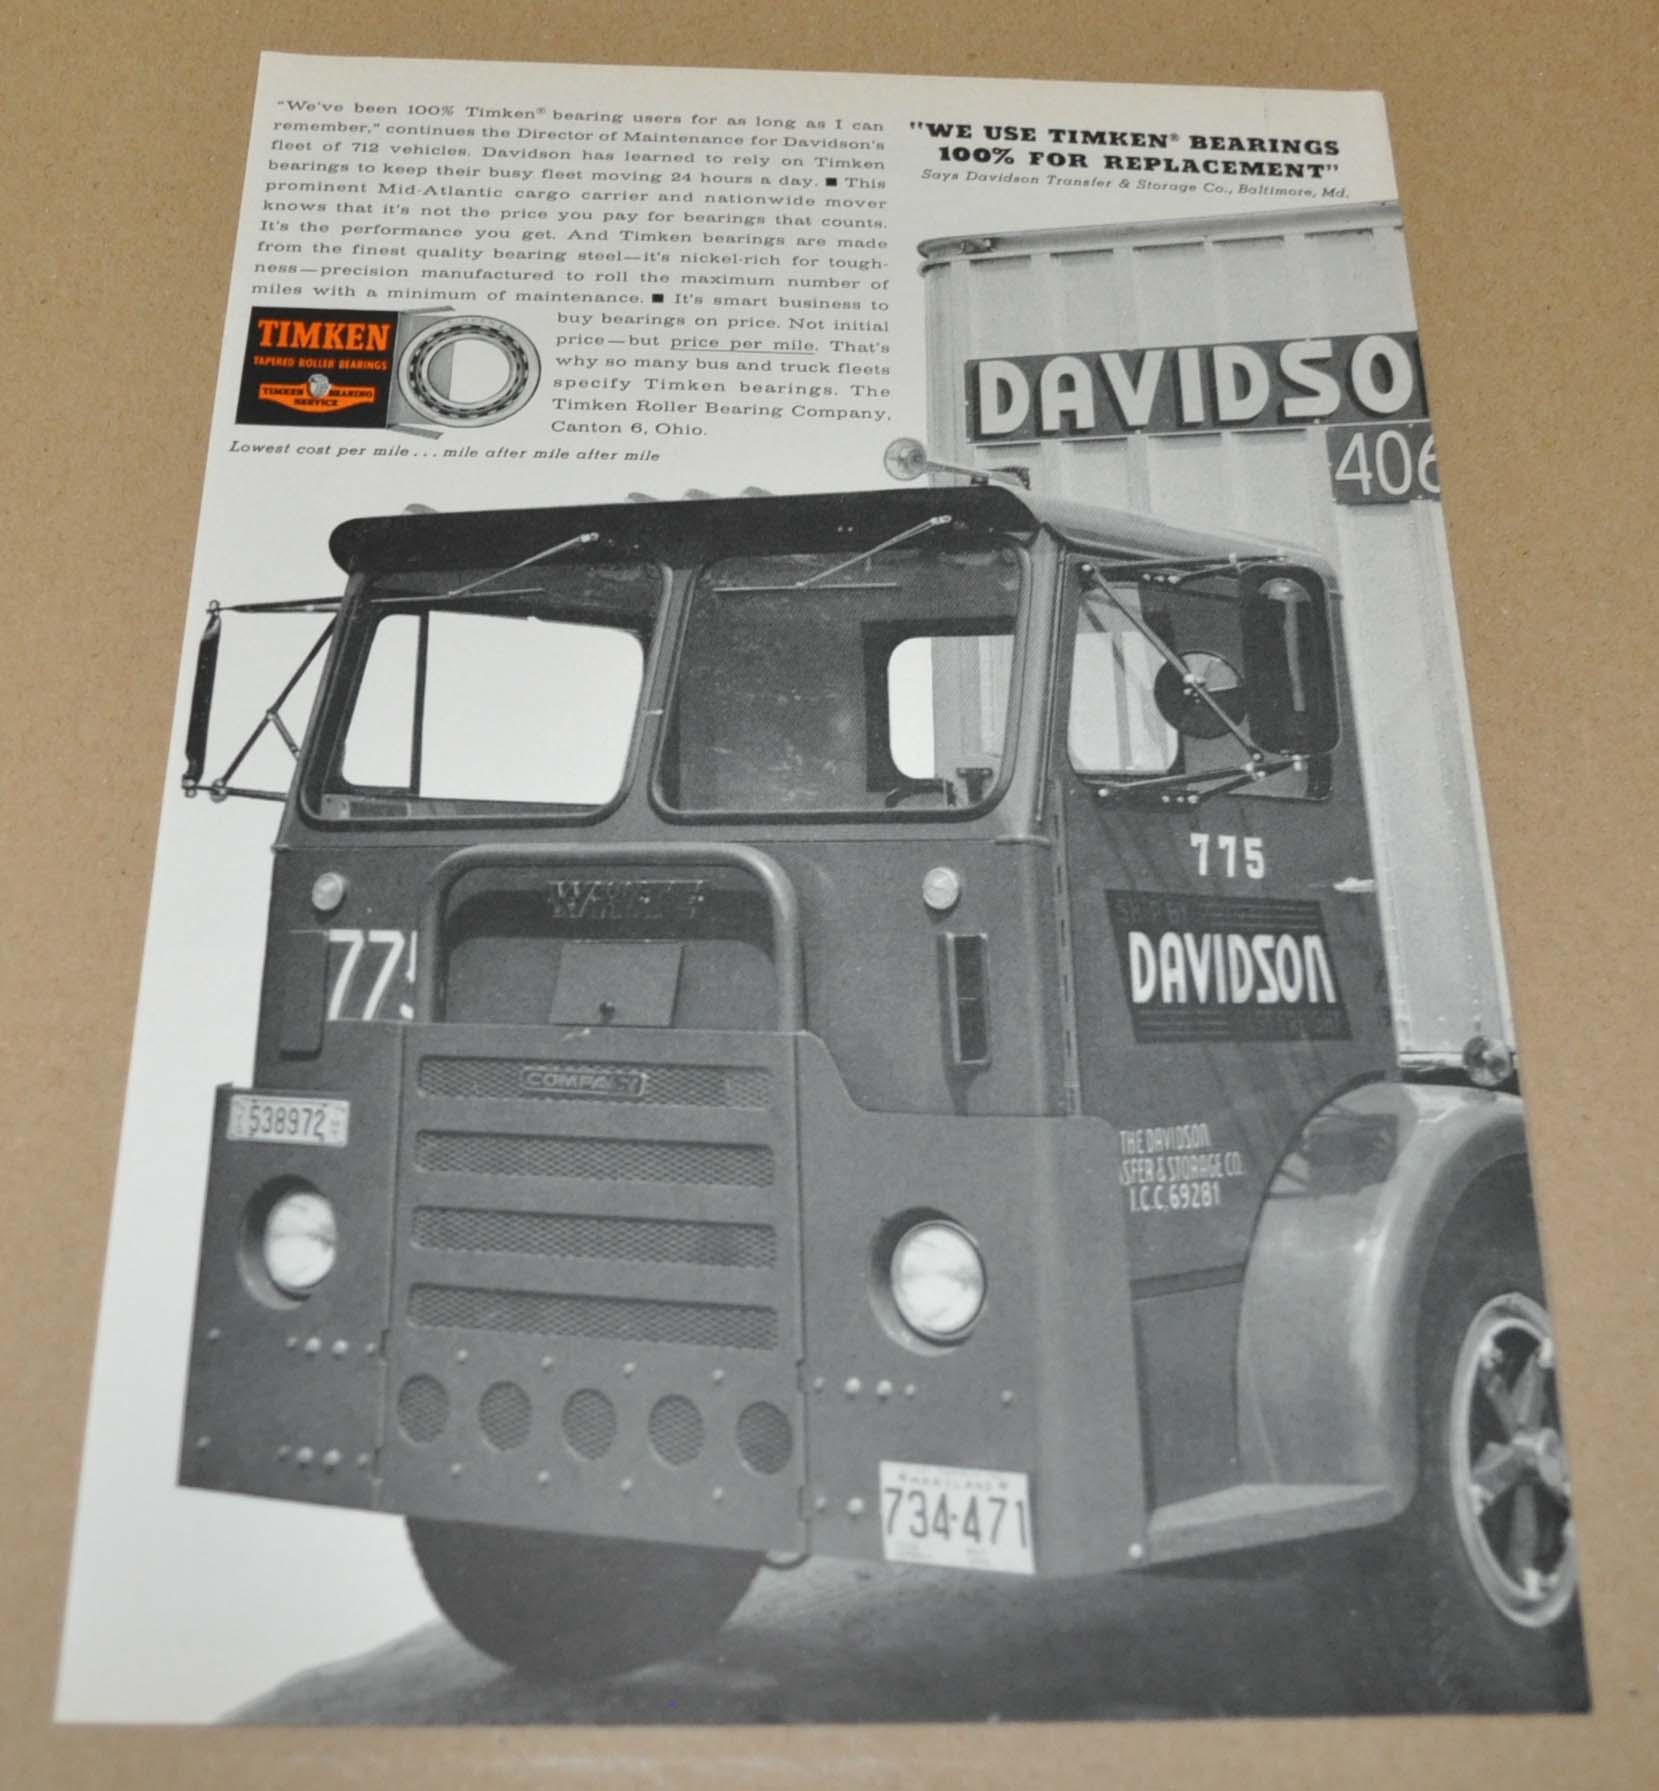 "We've been 100% Timken® bearing users for as long as I can
remember," continues the Director of Maintenance for Davidson's
fleet of 712 vehicles. Davidson has learned to rely on Timken
bearings to keep their busy fleet moving 24 hours a day. ■ This
prominent Mid-Atlantic cargo carrier and nationwide mover
knows that it's not the price you pay for bearings that counts.
It's the performance you get. And Timken bearings are made
from the finest quality bearing steel—it's nickel-rich for tough-
ness—precision manufactured to roll the maximum number of
miles with a minimum of maintenance. ■ It's smart business to
buy bearings on price. Not initial
price—but price per mile. That's
why so many bus and truck fleets
specify Timken bearings. The
Timken Roller Bearing Company,
Canton 6, Ohio.
TIMKEN
TAPERED ROLLER BEARINGS
TIMKEN BEARING
SERVICE
Lowest cost per mile . . . mile after mile after mile
"WE USE TIMKEN® BEARINGS
100% FOR REPLACEMENT"
Says Davidson Transfer & Storage Co., Baltimore, Md.
DAVIDSO
406
775
SHIP BY
DAVIDSON
WHITE
775
COMPACT
538972
THE DAVIDSON
SFER & STORAGE CO.
I.C.C. 69281
MARYLAND
734·471